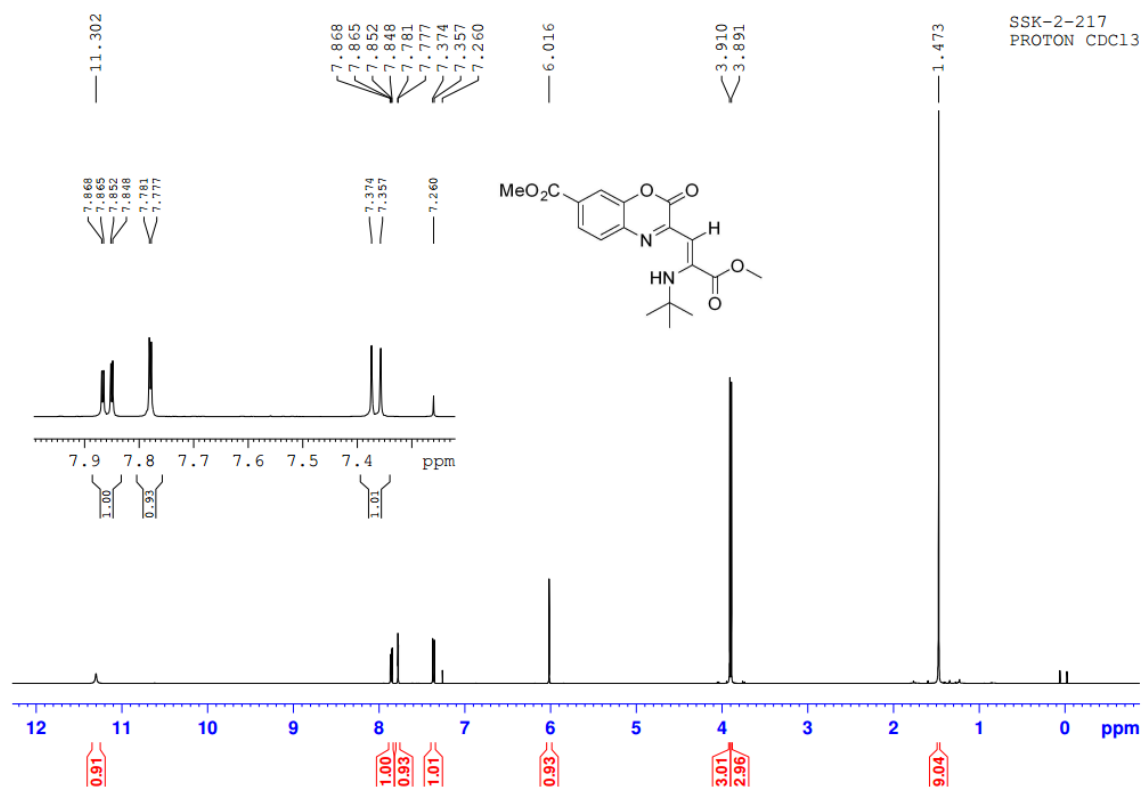 SSK-2-217
PROTON CDCl3
11.302
7.868
7.865
7.852
7.848
7.781
7.777
7.374
7.357
7.260
6.016
3.910
3.891
1.473
7.868
7.865
7.852
7.848
7.781
7.777
7.374
7.357
7.260
MeO2C
O
O
N
H
HN
O
O
7.9 7.8 7.7 7.6 7.5 7.4 ppm
1.00
0.93
1.01
12 11 10 9 8 7 6 5 4 3 2 1 0 ppm
0.91
1.00
0.93
1.01
0.93
3.01
2.96
9.04